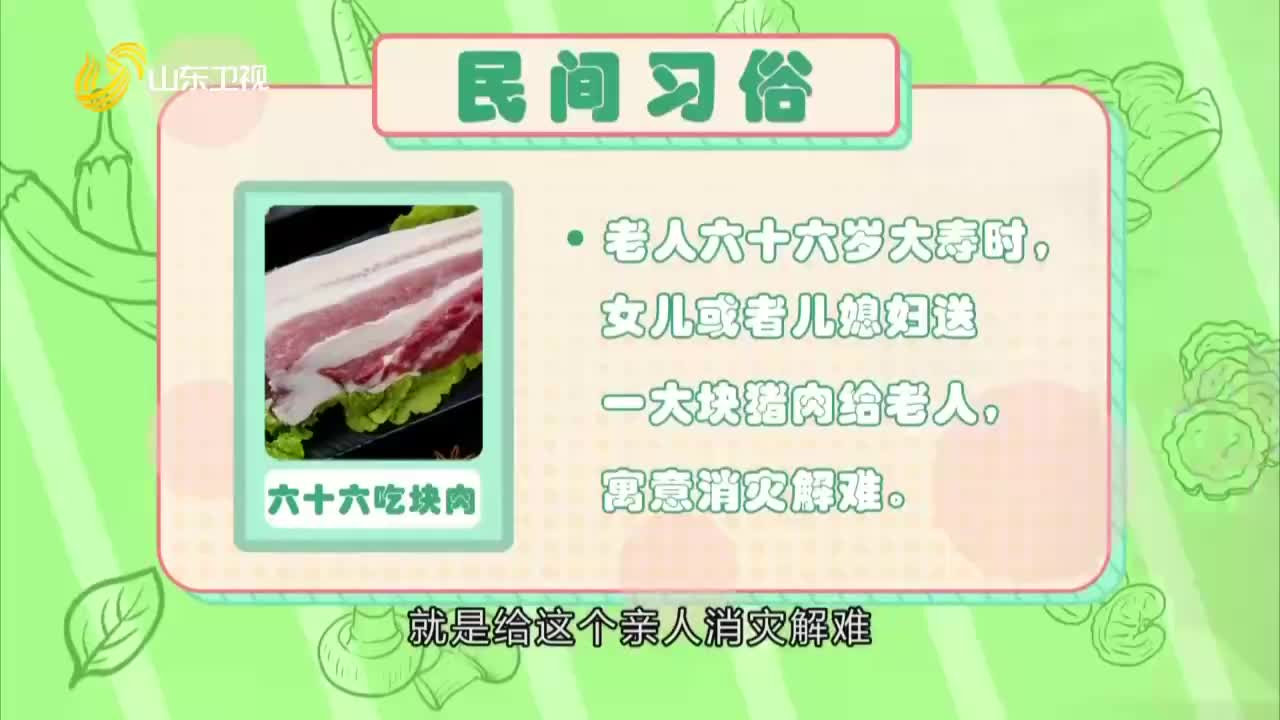 山东卫视
民间习俗
• 老人六十六岁大寿时，
女儿或者儿媳妇送
一大块猪肉给老人，
寓意消灾解难。
六十六吃块肉
就是给这个亲人消灾解难